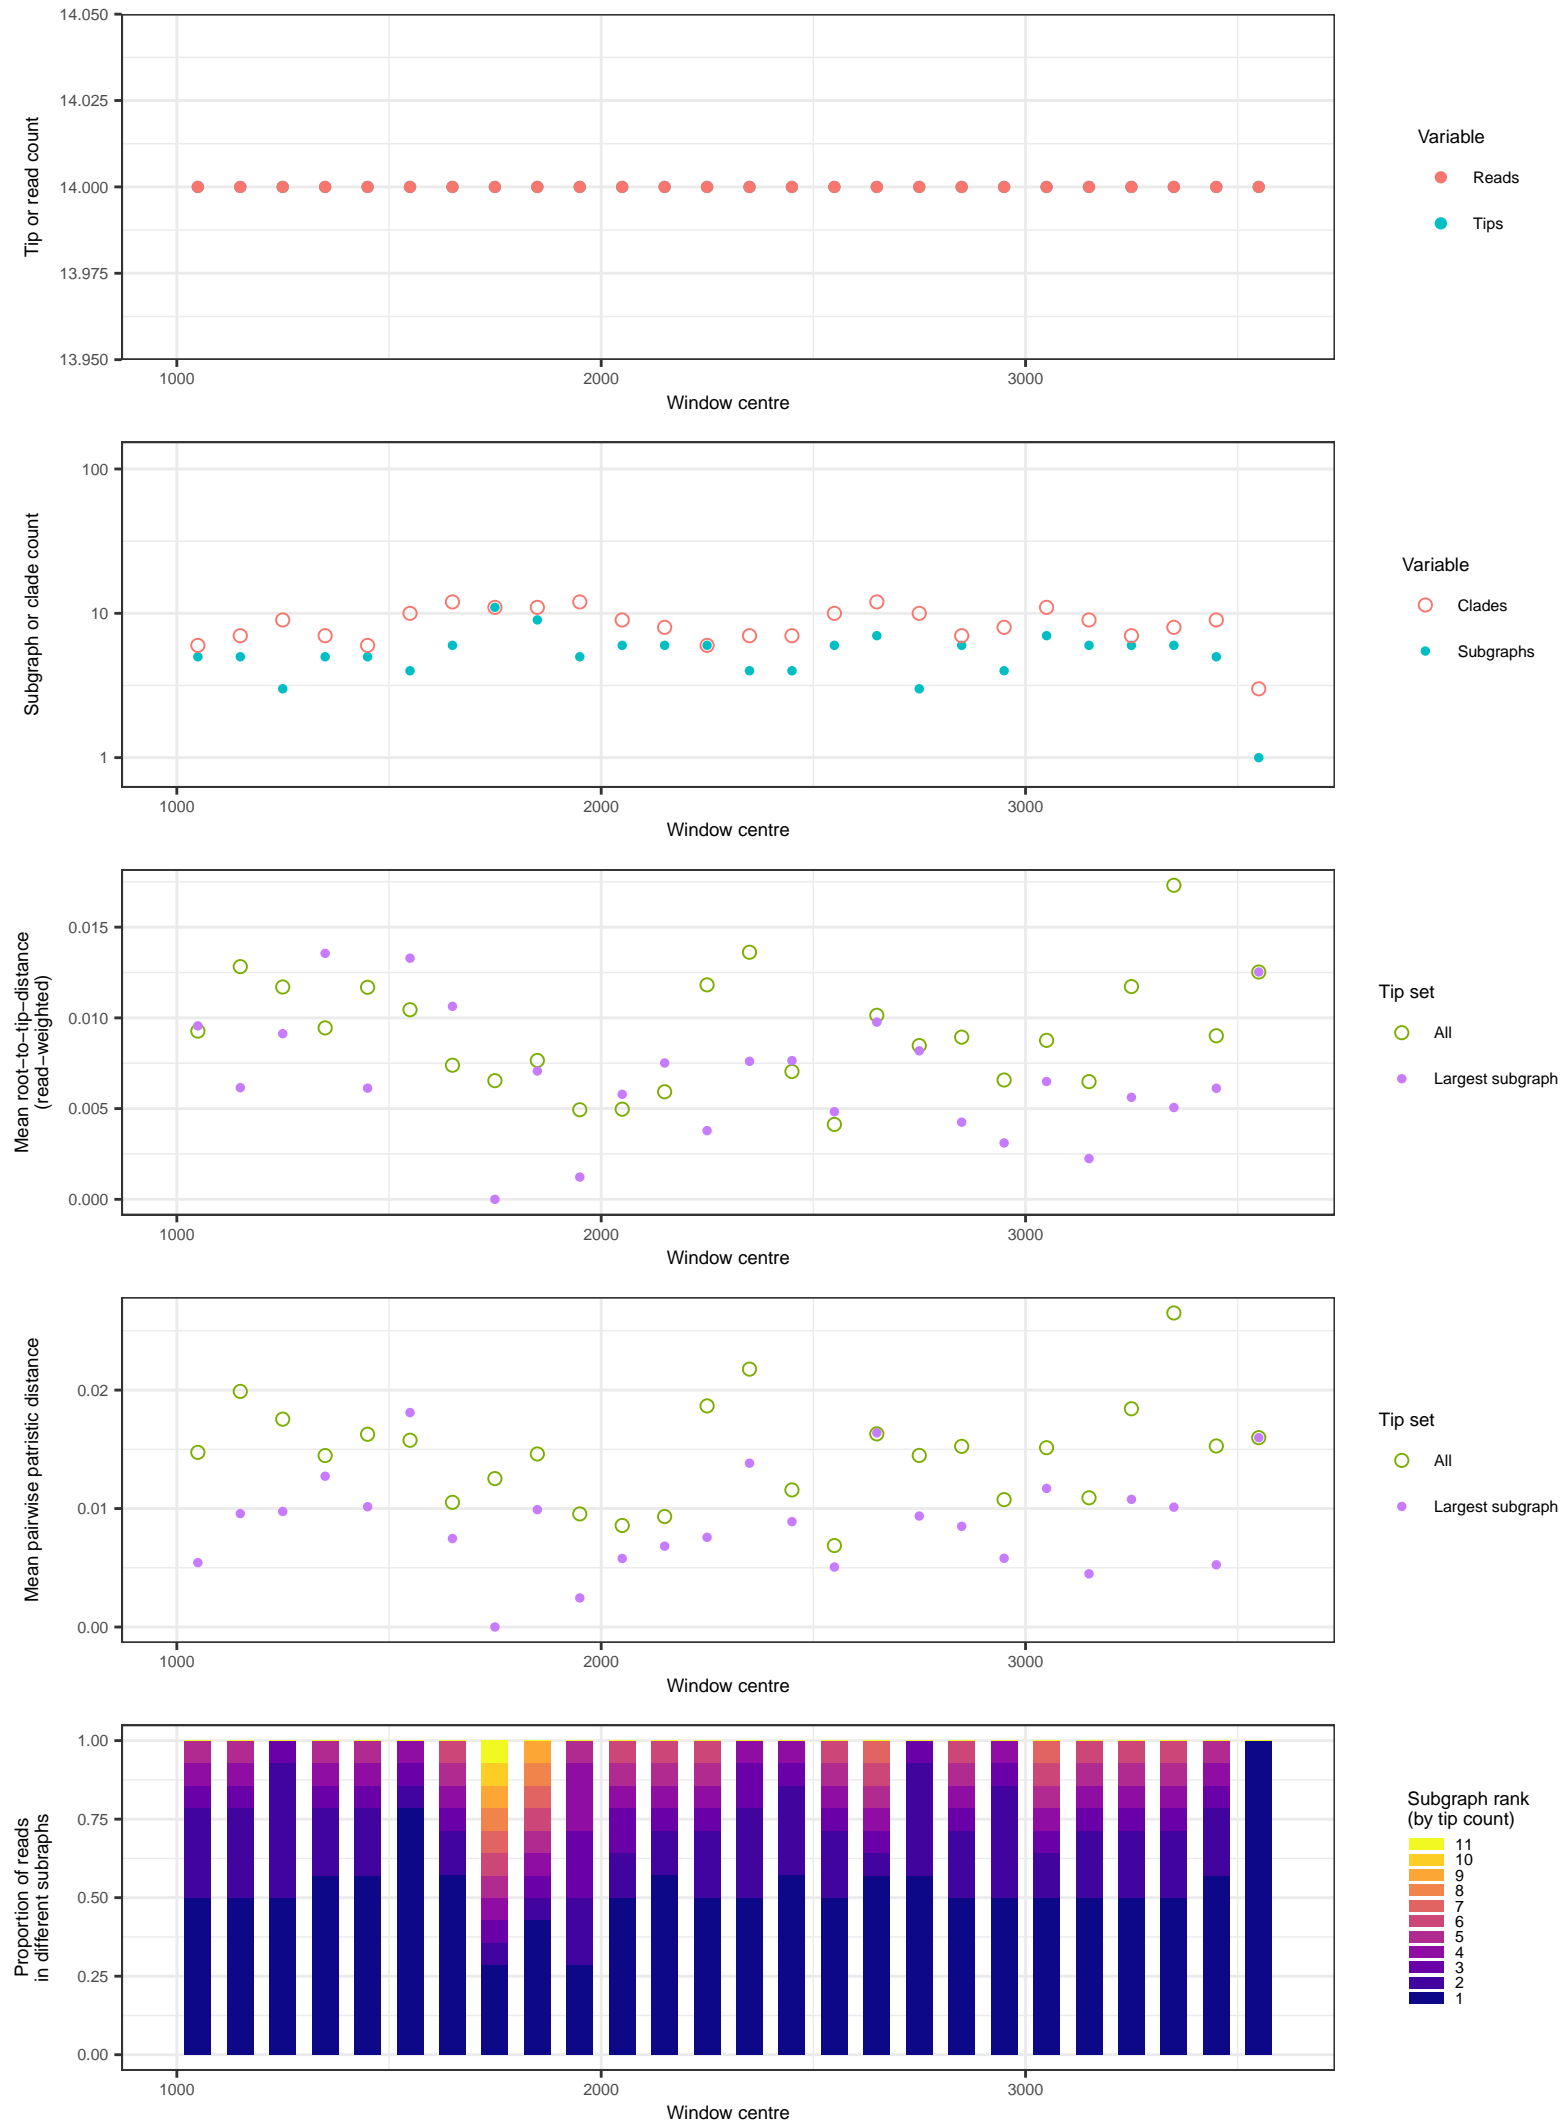 14.050
14.025
14.000
13.975
13.950
Tip or read count
1000
2000
3000
Window centre
Variable
Reads
Tips
100
10
1
Subgraph or clade count
1000
2000
3000
Window centre
Variable
Clades
Subgraphs
0.015
0.010
0.005
0.000
Mean root−to−tip−distance
(read−weighted)
1000
2000
3000
Window centre
Tip set
All
Largest subgraph
0.02
0.01
0.00
Mean pairwise patristic distance
1000
2000
3000
Window centre
Tip set
All
Largest subgraph
1.00
0.75
0.50
0.25
0.00
Proportion of reads
in different subraphs
1000
2000
3000
Window centre
Subgraph rank
(by tip count)
11
10
9
8
7
6
5
4
3
2
1